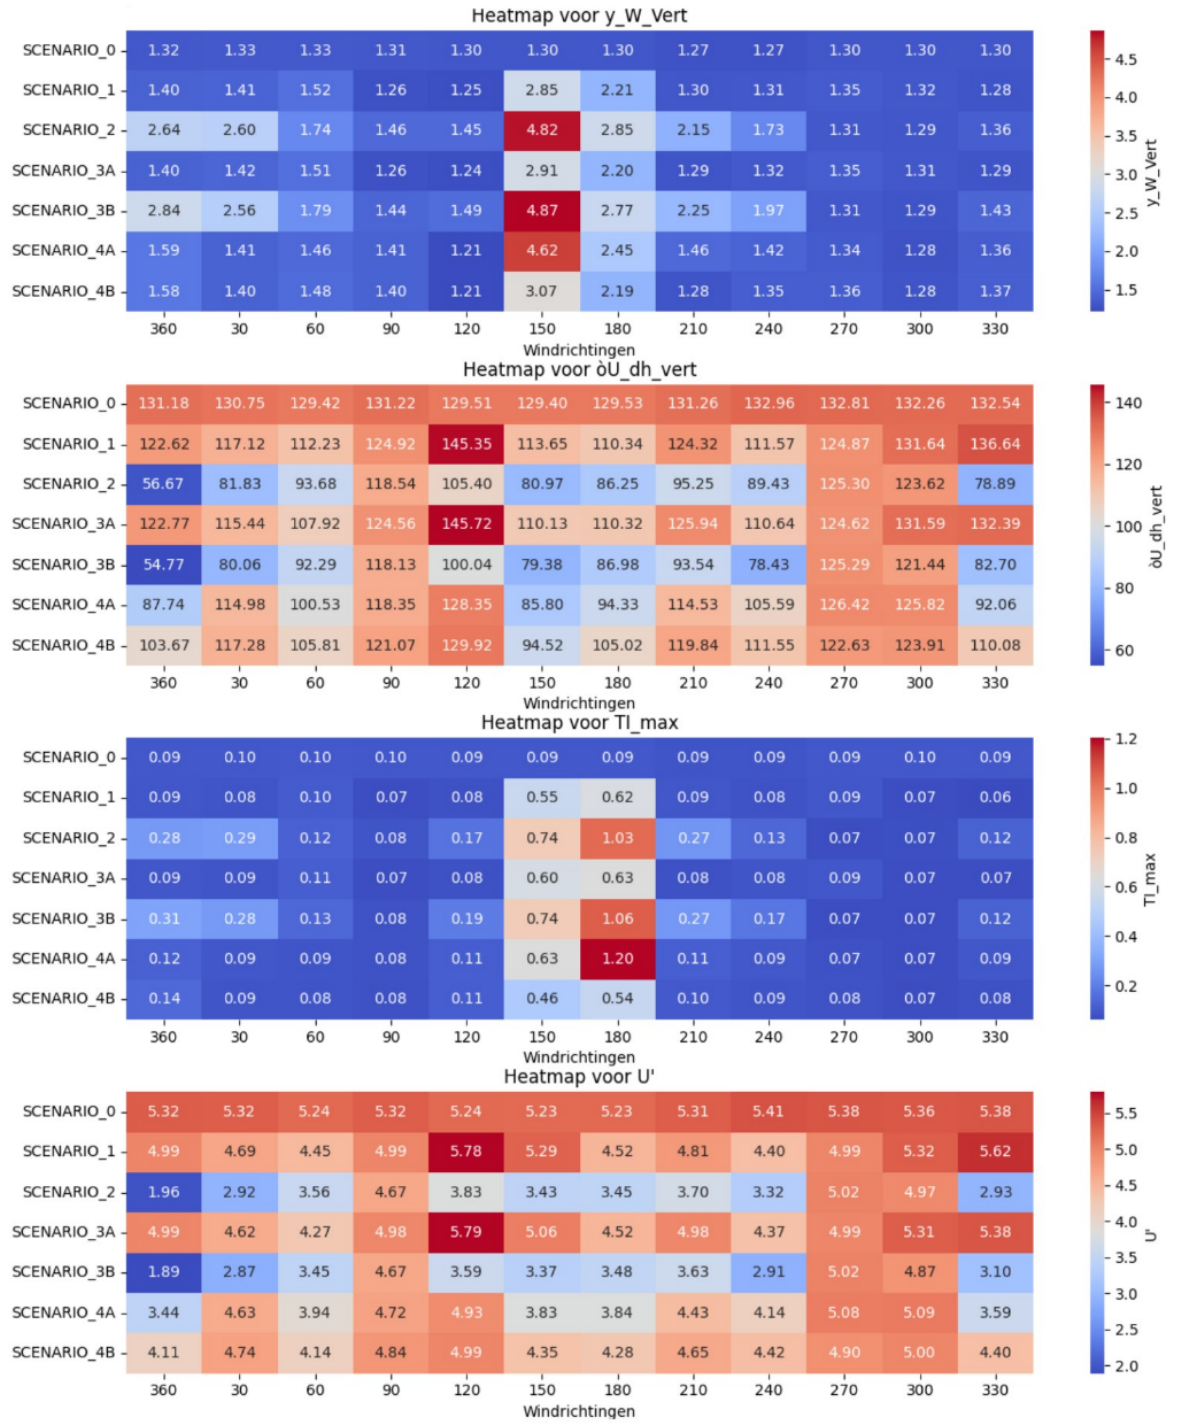 Heatmap voor y_W_Vert
SCENARIO_0 1.32 1.33 1.33 1.31 1.30 1.30 1.30 1.27 1.27 1.30 1.30 1.30
SCENARIO_1 1.40 1.41 1.52 1.26 1.25 2.85 2.21 1.30 1.31 1.35 1.32 1.28
SCENARIO_2 2.64 2.60 1.74 1.46 1.45 4.82 2.85 2.15 1.73 1.31 1.29 1.36
SCENARIO_3A 1.40 1.42 1.51 1.26 1.24 2.91 2.20 1.29 1.32 1.35 1.31 1.29
SCENARIO_3B 2.84 2.56 1.79 1.44 1.49 4.87 2.77 2.25 1.97 1.31 1.29 1.43
SCENARIO_4A 1.59 1.41 1.46 1.41 1.21 4.62 2.45 1.46 1.42 1.34 1.28 1.36
SCENARIO_4B 1.58 1.40 1.48 1.40 1.21 3.07 2.19 1.28 1.35 1.36 1.28 1.37
360 30 60 90 120 150 180 210 240 270 300 330
Windrichtingen
4.5
4.0
3.5
3.0
2.5
2.0
1.5
y_W_Vert
Heatmap voor òU_dh_vert
SCENARIO_0 131.18 130.75 129.42 131.22 129.51 129.40 129.53 131.26 132.96 132.81 132.26 132.54
SCENARIO_1 122.62 117.12 112.23 124.92 145.35 113.65 110.34 124.32 111.57 124.87 131.64 136.64
SCENARIO_2 56.67 81.83 93.68 118.54 105.40 80.97 86.25 95.25 89.43 125.30 123.62 78.89
SCENARIO_3A 122.77 115.44 107.92 124.56 145.72 110.13 110.32 125.94 110.64 124.62 131.59 132.39
SCENARIO_3B 54.77 80.06 92.29 118.13 100.04 79.38 86.98 93.54 78.43 125.29 121.44 82.70
SCENARIO_4A 87.74 114.98 100.53 118.35 128.35 85.80 94.33 114.53 105.59 126.42 125.82 92.06
SCENARIO_4B 103.67 117.28 105.81 121.07 129.92 94.52 105.02 119.84 111.55 122.63 123.91 110.08
360 30 60 90 120 150 180 210 240 270 300 330
Windrichtingen
140
120
100
80
60
òU_dh_vert
Heatmap voor TI_max
SCENARIO_0 0.09 0.10 0.10 0.10 0.09 0.09 0.09 0.09 0.09 0.09 0.10 0.09
SCENARIO_1 0.09 0.08 0.10 0.07 0.08 0.55 0.62 0.09 0.08 0.09 0.07 0.06
SCENARIO_2 0.28 0.29 0.12 0.08 0.17 0.74 1.03 0.27 0.13 0.07 0.07 0.12
SCENARIO_3A 0.09 0.09 0.11 0.07 0.08 0.60 0.63 0.08 0.08 0.09 0.07 0.07
SCENARIO_3B 0.31 0.28 0.13 0.08 0.19 0.74 1.06 0.27 0.17 0.07 0.07 0.12
SCENARIO_4A 0.12 0.09 0.09 0.08 0.11 0.63 1.20 0.11 0.09 0.07 0.07 0.09
SCENARIO_4B 0.14 0.09 0.08 0.08 0.11 0.46 0.54 0.10 0.09 0.08 0.07 0.08
360 30 60 90 120 150 180 210 240 270 300 330
Windrichtingen
1.2
1.0
0.8
0.6
0.4
0.2
TI_max
Heatmap voor U'
SCENARIO_0 5.32 5.32 5.24 5.32 5.24 5.23 5.23 5.31 5.41 5.38 5.36 5.38
SCENARIO_1 4.99 4.69 4.45 4.99 5.78 5.29 4.52 4.81 4.40 4.99 5.32 5.62
SCENARIO_2 1.96 2.92 3.56 4.67 3.83 3.43 3.45 3.70 3.32 5.02 4.97 2.93
SCENARIO_3A 4.99 4.62 4.27 4.98 5.79 5.06 4.52 4.98 4.37 4.99 5.31 5.38
SCENARIO_3B 1.89 2.87 3.45 4.67 3.59 3.37 3.48 3.63 2.91 5.02 4.87 3.10
SCENARIO_4A 3.44 4.63 3.94 4.72 4.93 3.83 3.84 4.43 4.14 5.08 5.09 3.59
SCENARIO_4B 4.11 4.74 4.14 4.84 4.99 4.35 4.28 4.65 4.42 4.90 5.00 4.40
360 30 60 90 120 150 180 210 240 270 300 330
Windrichtingen
5.5
5.0
4.5
4.0
3.5
3.0
2.5
2.0
U'